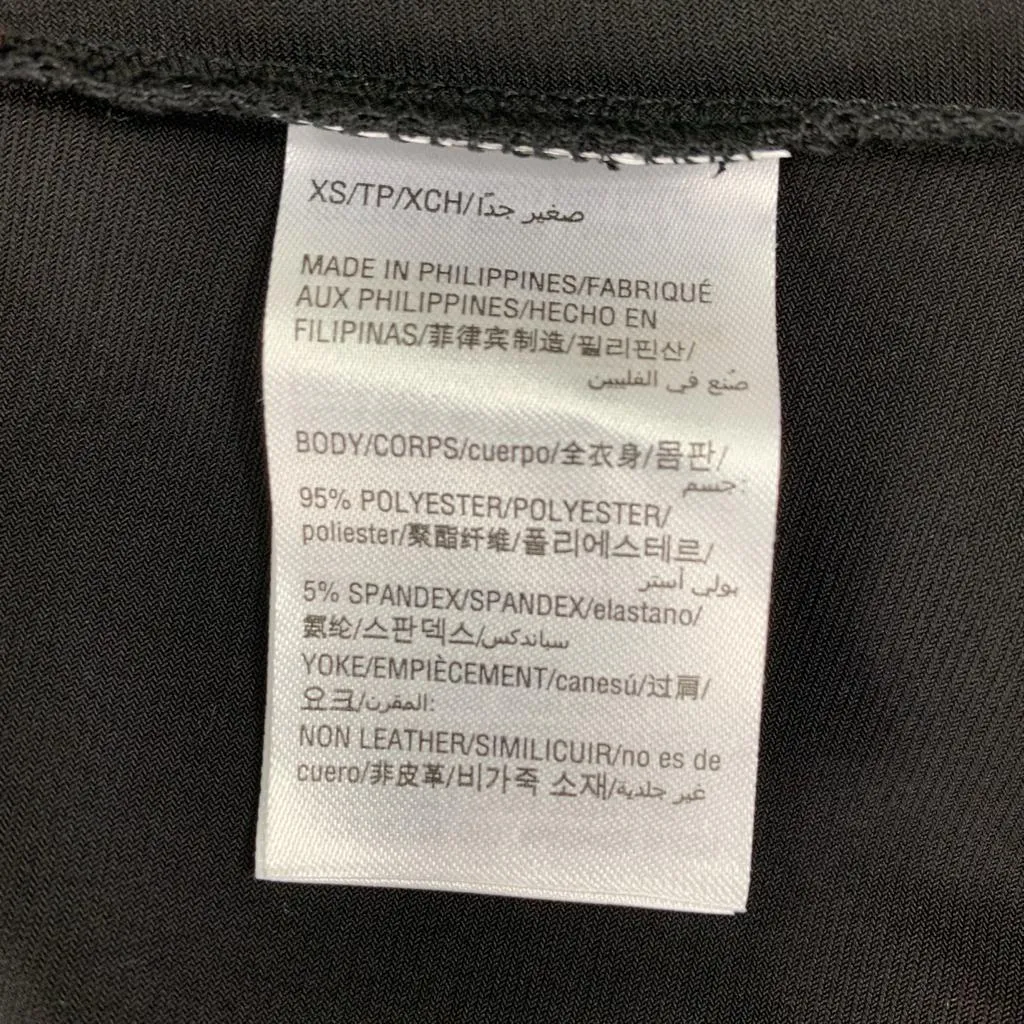 XS/TP/XCH/صغير جدًا
MADE IN PHILIPPINES/FABRIQUÉ
AUX PHILIPPINES/HECHO EN
FILIPINAS/菲律宾制造/필리핀산/
صُنع في الفليبين
BODY/CORPS/cuerpo/全衣身/몸판/
جسم:
95% POLYESTER/POLYESTER/
poliester/聚酯纤维/폴리에스테르/
بولي أستر
5% SPANDEX/SPANDEX/elastano/
氨纶/스판덱스/سباندكس
YOKE/EMPIÈCEMENT/canesú/过肩/
요크/المقرن:
NON LEATHER/SIMILICUIR/no es de
cuero/非皮革/비가죽 소재/غير جلدية